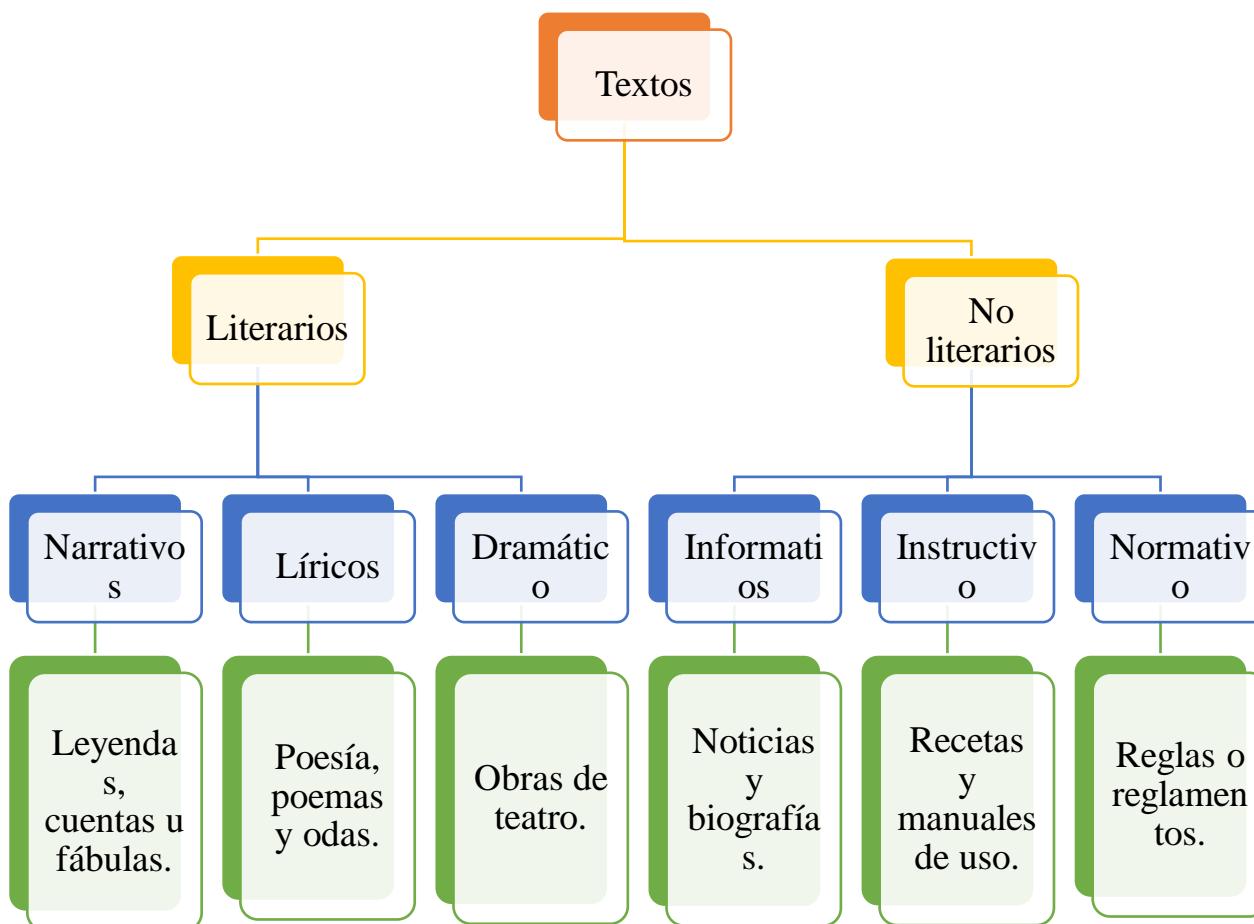 Textos
Literarios
No
literarios
Narrativo
s
Líricos
Dramátic
o
Informati
os
Instructiv
o
Normativ
o
Leyenda
s,
cuentas u
fábulas.
Poesía,
poemas
y odas.
Obras de
teatro.
Noticias
y
biografía
s.
Recetas
y
manuales
de uso.
Reglas o
reglamen
tos.